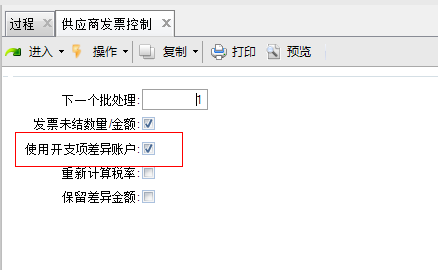 过程 供应商发票控制
进入 操作 复制 打印 预览
下一个批处理: 1
发票未结数量/金额:
使用开支项差异账户:
重新计算税率:
保留差异金额: